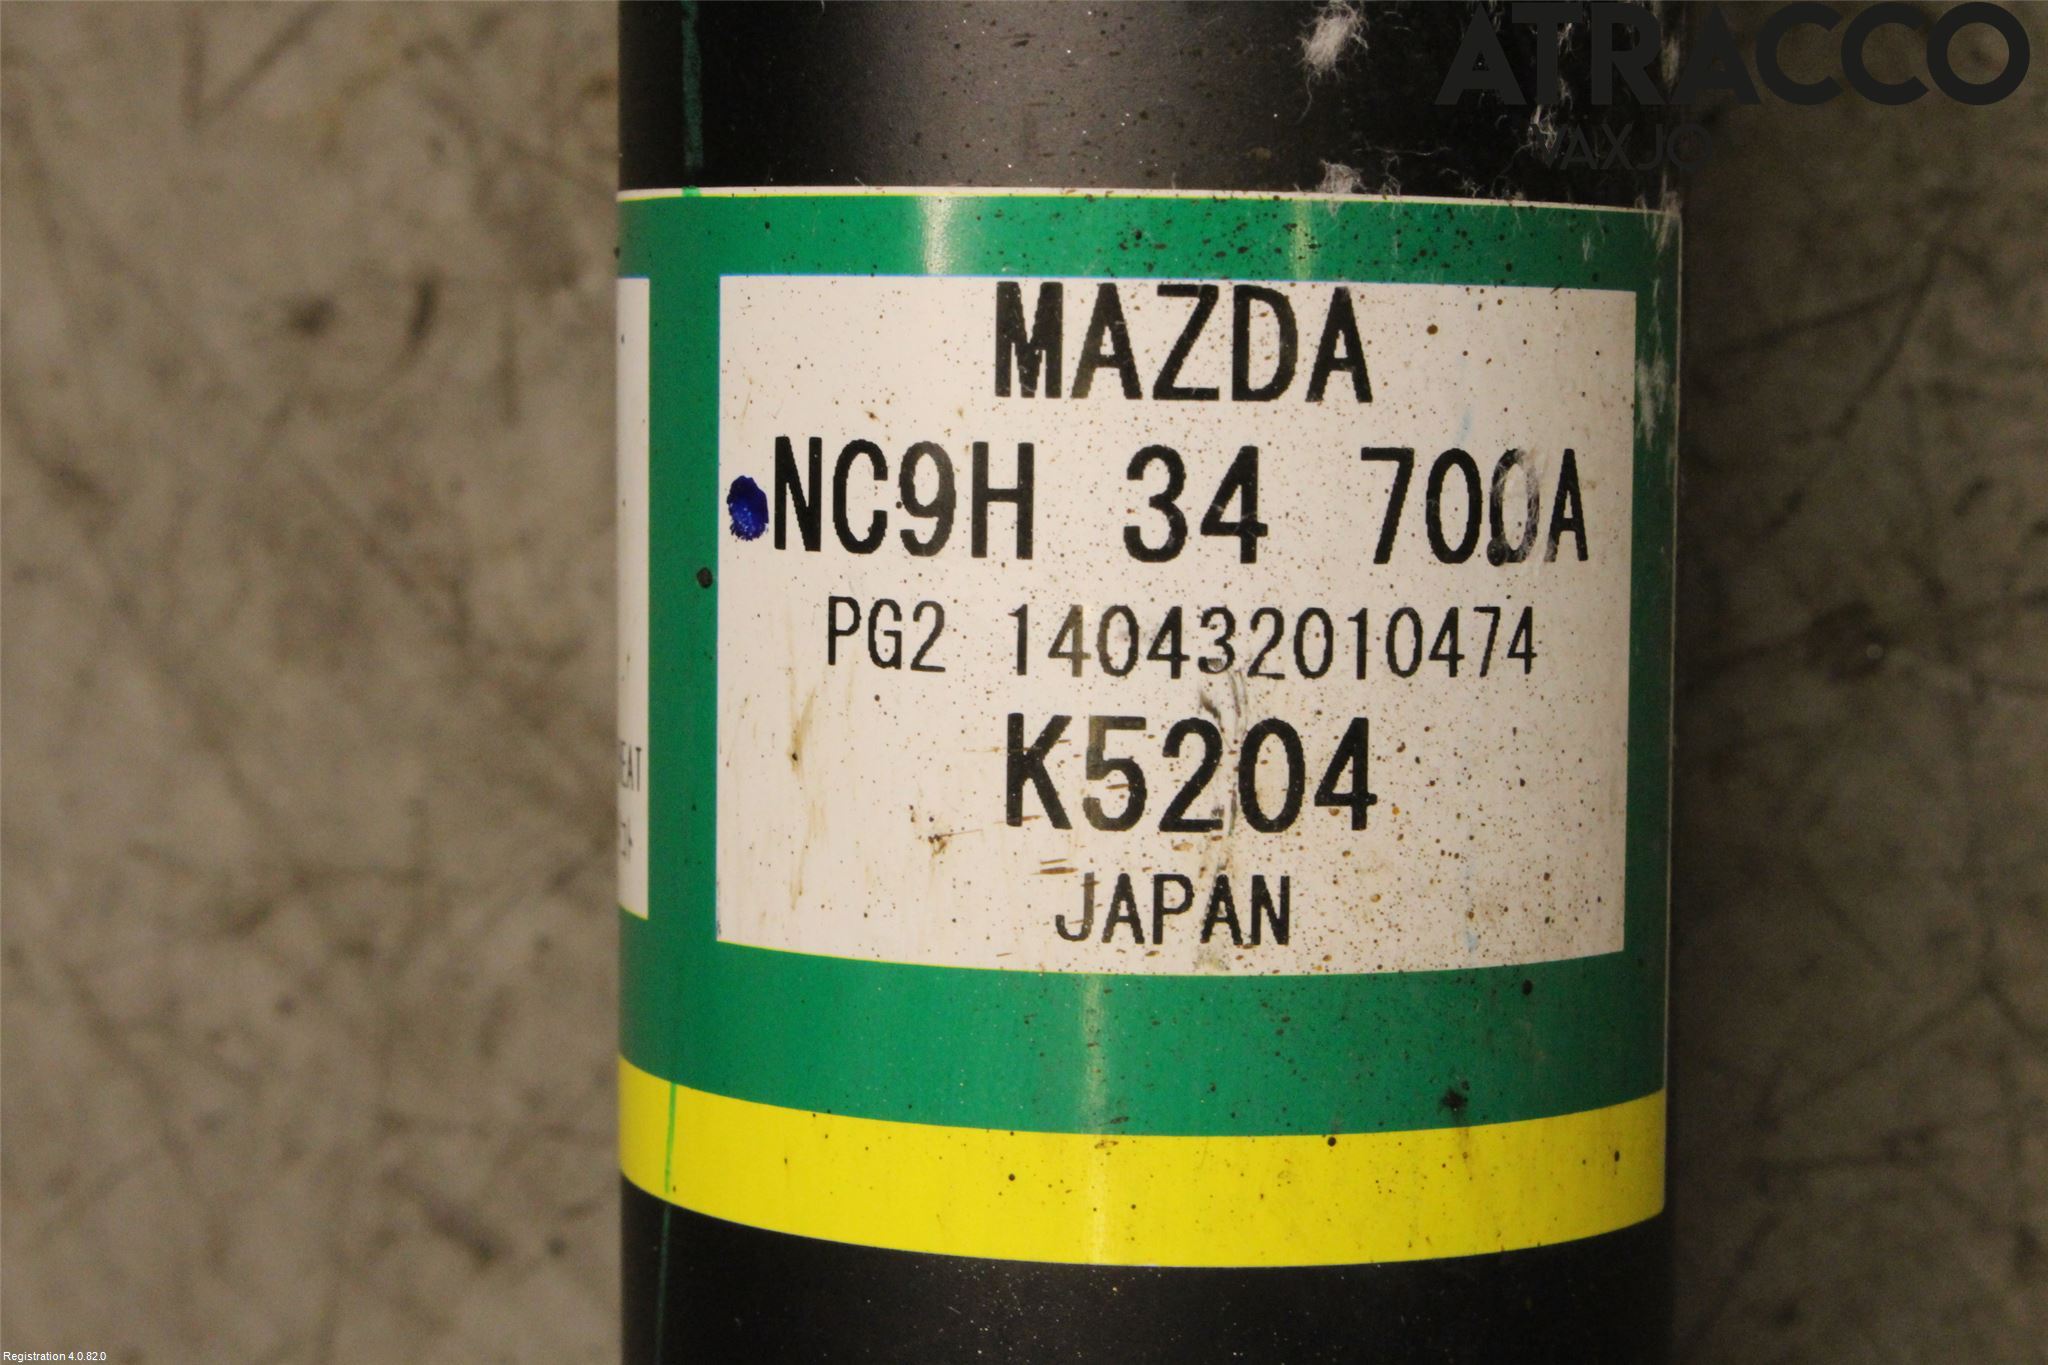 ATRACCO
VAXJO
MAZDA
NC9H 34 700A
PG2 140432010474
K5204
JAPAN
Registration 4.0.82.0